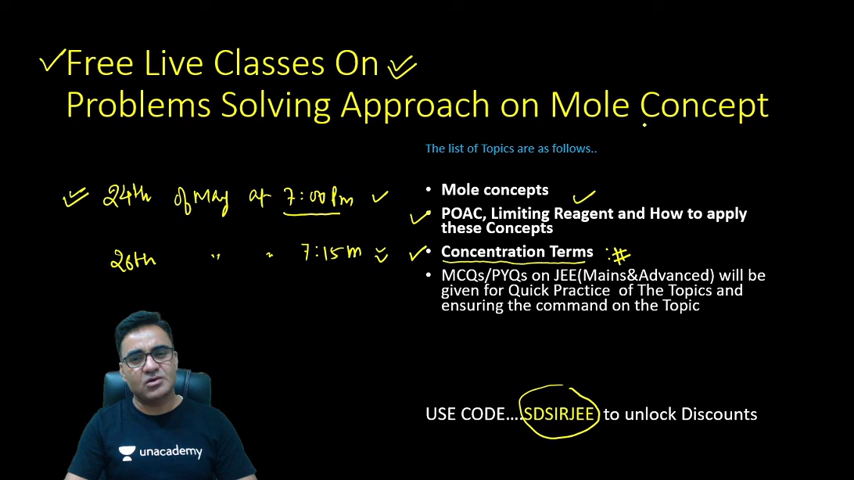 Free Live Classes On
Problems Solving Approach on Mole Concept
The list of Topics are as follows..
24th of May at 7:00 Pm
26th " " 7:15 m
• Mole concepts
• POAC, Limiting Reagent and How to apply
these Concepts
• Concentration Terms :#
• MCQs/PYQs on JEE(Mains&Advanced) will be
given for Quick Practice of The Topics and
ensuring the command on the Topic
USE CODE....SDSIRJEE to unlock Discounts
unacademy